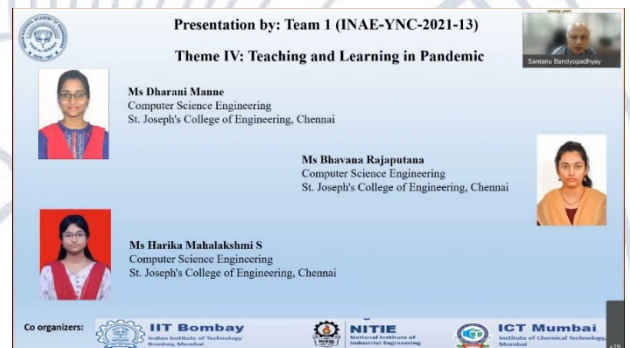 Presentation by: Team 1 (INAE-YNC-2021-13)
Theme IV: Teaching and Learning in Pandemic
Santanu Bandyopadhyay
Ms Dharani Manne
Computer Science Engineering
St. Joseph's College of Engineering, Chennai
Ms Bhavana Rajaputana
Computer Science Engineering
St. Joseph's College of Engineering, Chennai
Ms Harika Mahalakshmi S
Computer Science Engineering
St. Joseph's College of Engineering, Chennai
Co organizers:
IIT Bombay
Indian Institute of Technology
Bombay, Mumbai
NITIE
National Institute of
Industrial Engineering
ICT Mumbai
Institute of Chemical Technology,
Mumbai